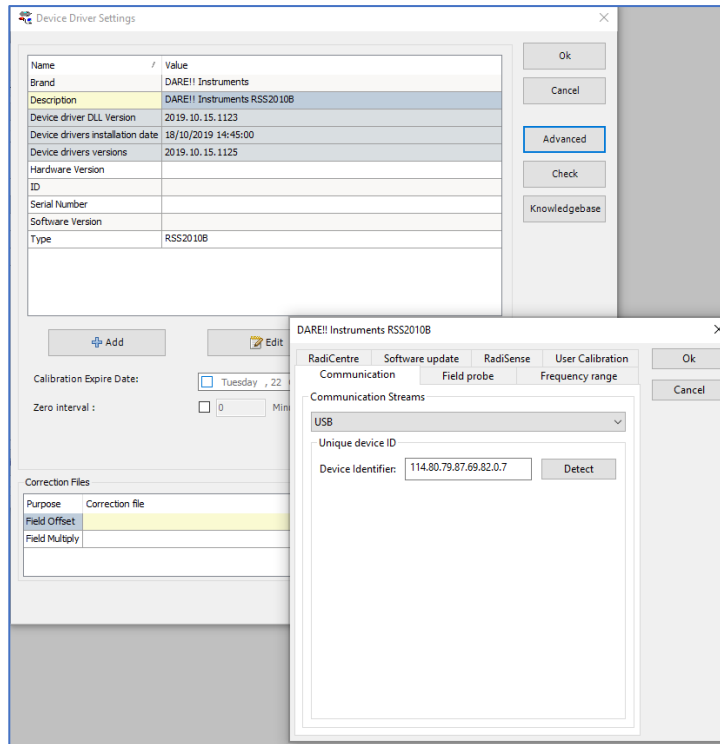 Device Driver Settings
Name / Value
Brand DARE!! Instruments
Description DARE!! Instruments RSS2010B
Device driver DLL Version 2019.10.15.1123
Device drivers installation date 18/10/2019 14:45:00
Device drivers versions 2019.10.15.1125
Hardware Version
ID
Serial Number
Software Version
Type RSS2010B
Ok
Cancel
Advanced
Check
Knowledgebase
Add
Edit
Calibration Expire Date:
Tuesday , 22
Zero interval :
0
Correction Files
Purpose Correction file
Field Offset
Field Multiply
DARE!! Instruments RSS2010B
RadiCentre Software update RadiSense User Calibration
Communication Field probe Frequency range
Ok
Cancel
Communication Streams
USB
Unique device ID
Device Identifier: 114.80.79.87.69.82.0.7 Detect